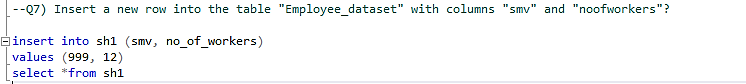 --Q7) Insert a new row into the table "Employee_dataset" with columns "smv" and "noofworkers"?
insert into sh1 (smv, no_of_workers)
values (999, 12)
select *from sh1